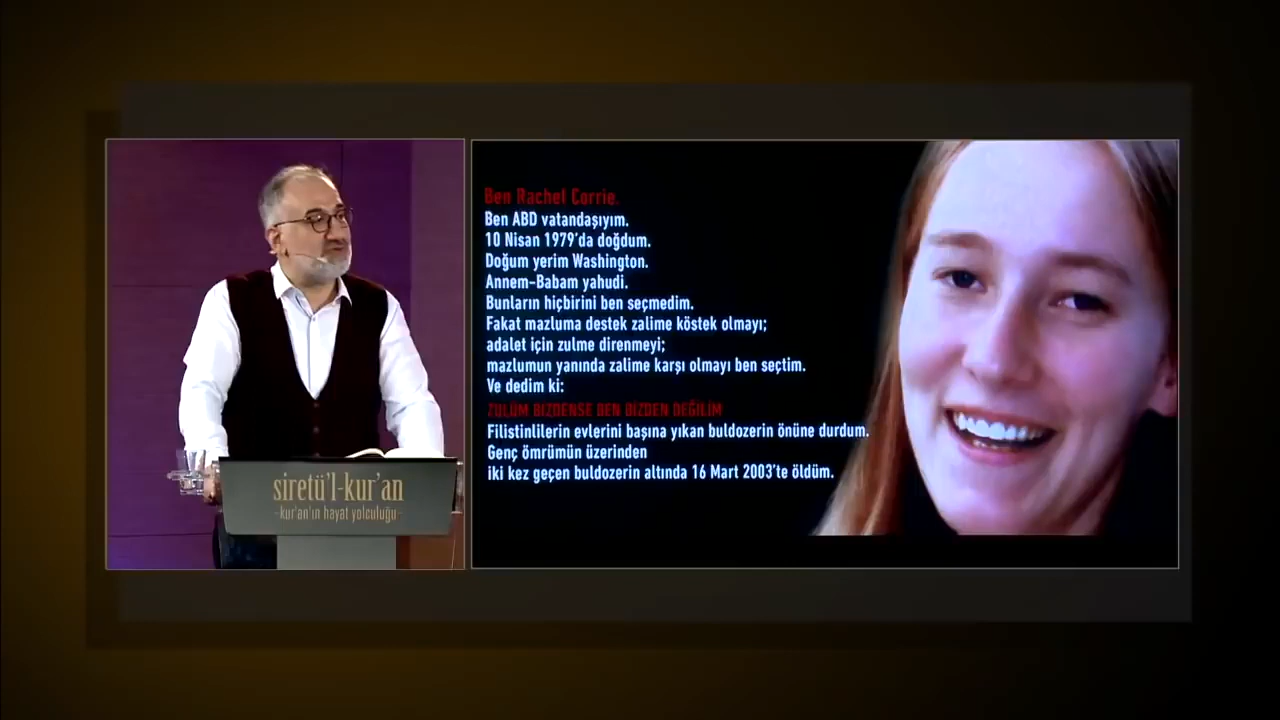 Ben Rachel Corrie.
Ben ABD vatandaşıyım.
10 Nisan 1979'da doğdum.
Doğum yerim Washington.
Annem-Babam yahudi.
Bunların hiçbirini ben seçmedim.
Fakat mazluma destek zalime köstek olmayı;
adalet için zulme direnmeyi;
mazlumun yanında zalime karşı olmayı ben seçtim.
Ve dedim ki:
ZULÜM BİZDENSE BEN BİZDEN DEĞİLİM
Filistinlilerin evlerini başına yıkan buldozerin önüne durdum.
Genç ömrümün üzerinden
iki kez geçen buldozerin altında 16 Mart 2003'te öldüm.
siretü'l-kur'an
-kur'an'ın hayat yolculuğu-